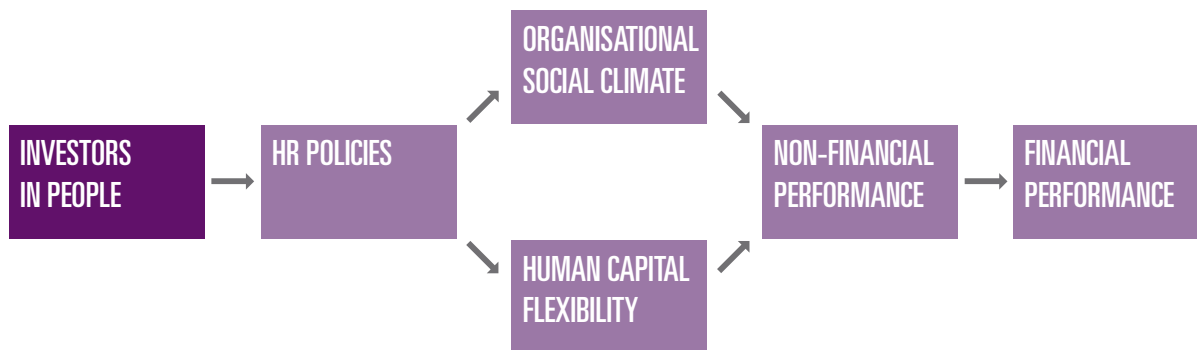 INVESTORS
IN PEOPLE
HR POLICIES
ORGANISATIONAL
SOCIAL CLIMATE
HUMAN CAPITAL
FLEXIBILITY
NON-FINANCIAL
PERFORMANCE
FINANCIAL
PERFORMANCE